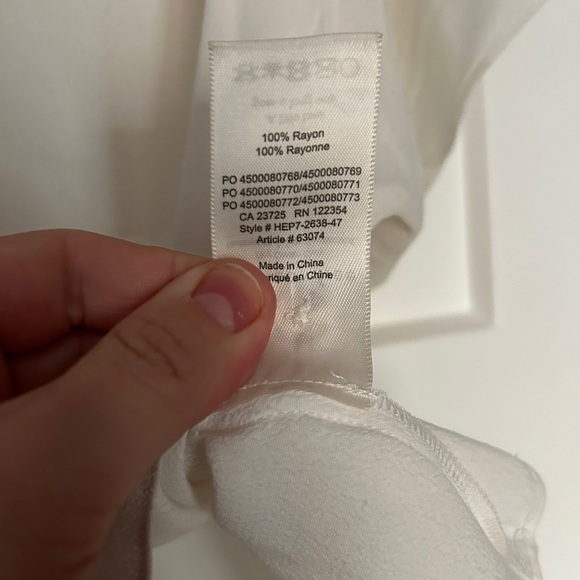 100% Rayon
100% Rayonne
PO 4500080768/4500080769
PO 4500080770/4500080771
PO 4500080772/4500080773
CA 23725 RN 122354
Style # HEP7-2638-47
Article # 63074
Made in China
en Chine